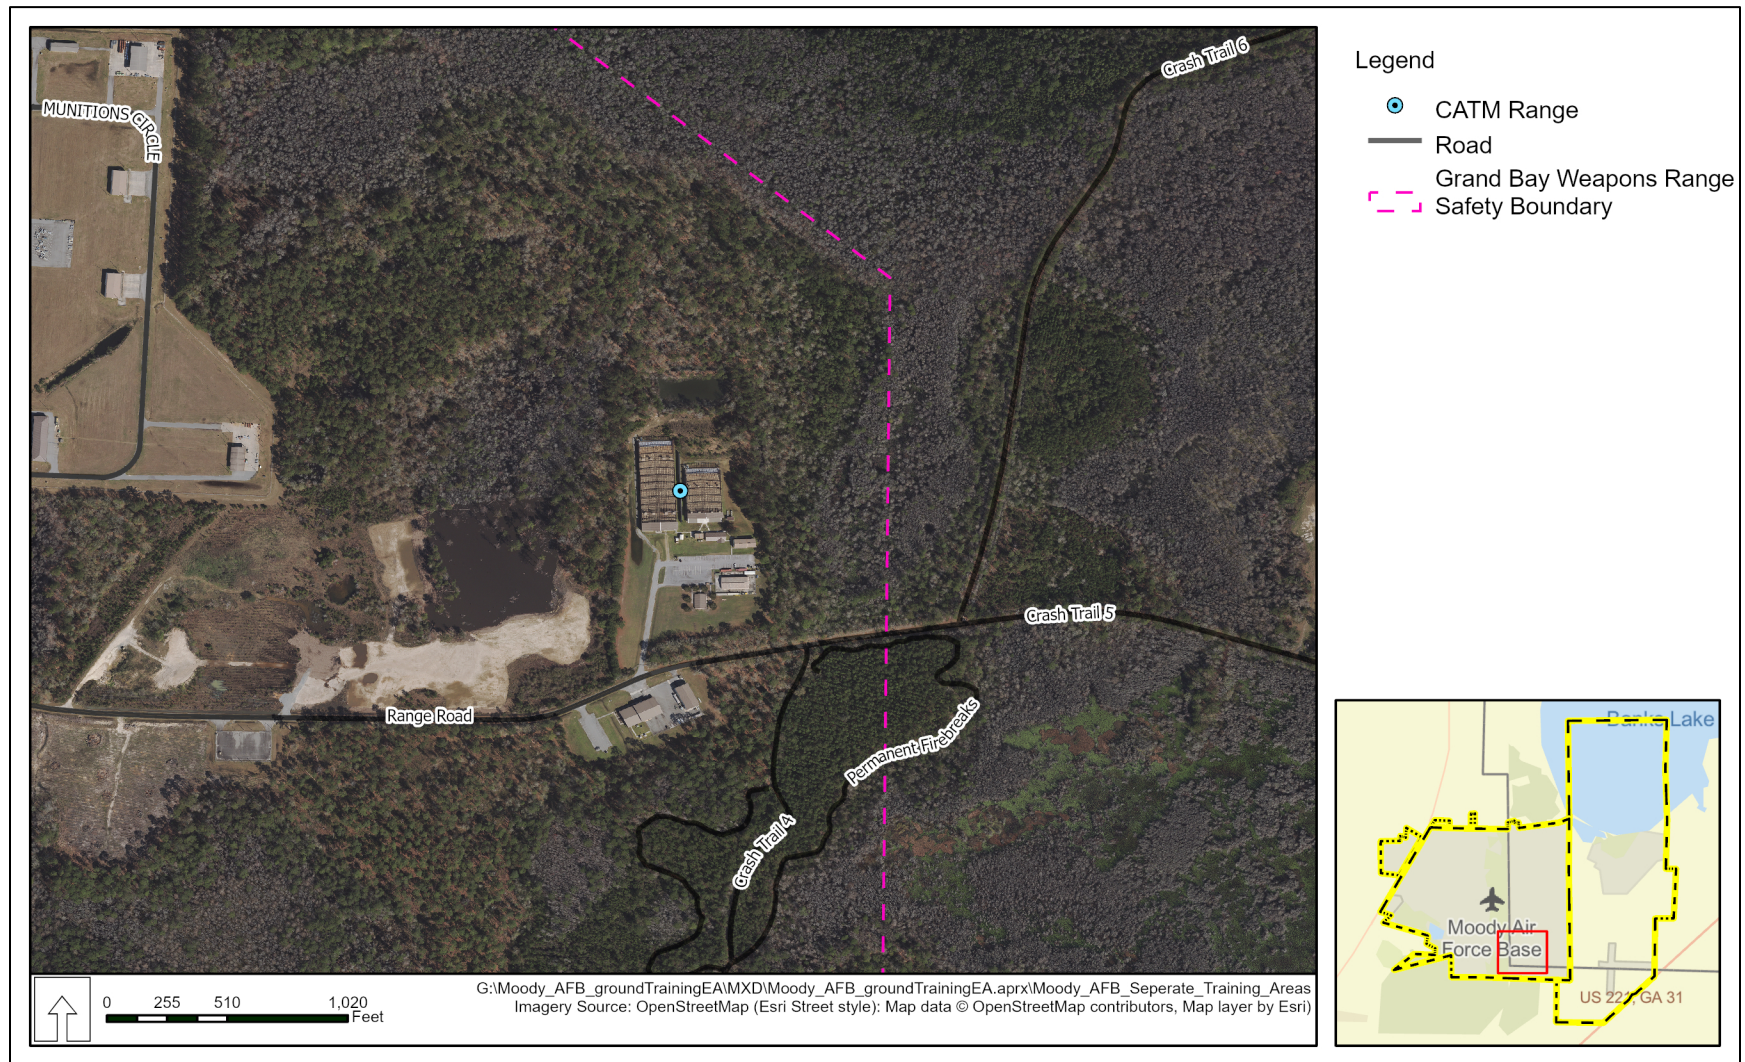 Crash Trail 6
MUNITIONS CIRCLE
Crash Trail 5
Range Road
Permanent Firebreaks
Crash Trail 4
0 255 510 1,020
Feet
G:\Moody_AFB_groundTrainingEA\MXD\Moody_AFB_groundTrainingEA.aprx\Moody_AFB_Seperate_Training_Areas
Imagery Source: OpenStreetMap (Esri Street style): Map data © OpenStreetMap contributors, Map layer by Esri)
Legend
CATM Range
Road
Grand Bay Weapons Range
Safety Boundary
Banks Lake
Moody Air
Force Base
US 221, GA 31